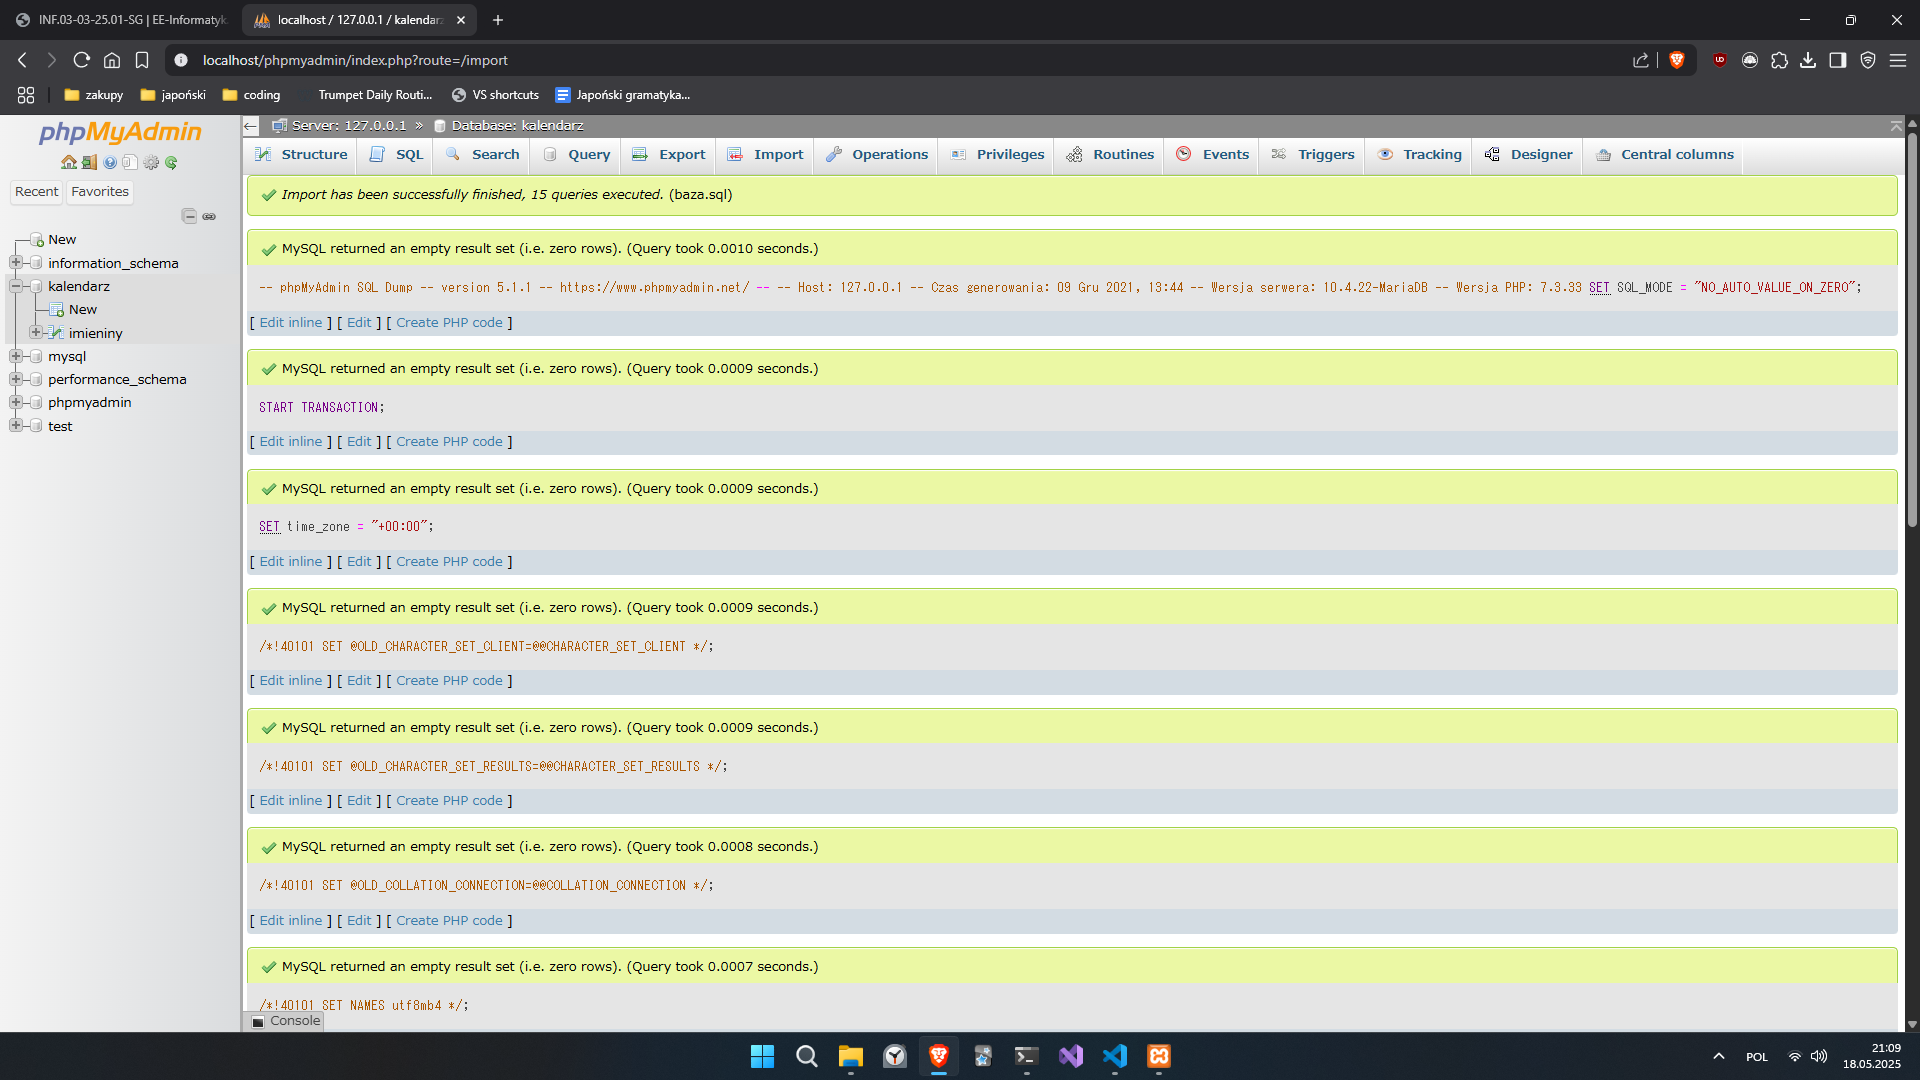 INF.03-03-25.01-SG | EE-Informatyk
localhost / 127.0.0.1 / kalendarz
localhost/phpmyadmin/index.php?route=/import
zakupy
japoński
coding
Trumpet Daily Routi...
VS shortcuts
Japoński gramatyka...
phpMyAdmin
Recent
Favorites
New
information_schema
kalendarz
New
imieniny
mysql
performance_schema
phpmyadmin
test
Server: 127.0.0.1 » Database: kalendarz
Structure
SQL
Search
Query
Export
Import
Operations
Privileges
Routines
Events
Triggers
Tracking
Designer
Central columns
Import has been successfully finished, 15 queries executed. (baza.sql)
MySQL returned an empty result set (i.e. zero rows). (Query took 0.0010 seconds.)
-- phpMyAdmin SQL Dump -- version 5.1.1 -- https://www.phpmyadmin.net/ -- -- Host: 127.0.0.1 -- Czas generowania: 09 Gru 2021, 13:44 -- Wersja serwera: 10.4.22-MariaDB -- Wersja PHP: 7.3.33 SET SQL_MODE = "NO_AUTO_VALUE_ON_ZERO";
[ Edit inline ] [ Edit ] [ Create PHP code ]
MySQL returned an empty result set (i.e. zero rows). (Query took 0.0009 seconds.)
START TRANSACTION;
[ Edit inline ] [ Edit ] [ Create PHP code ]
MySQL returned an empty result set (i.e. zero rows). (Query took 0.0009 seconds.)
SET time_zone = "+00:00";
[ Edit inline ] [ Edit ] [ Create PHP code ]
MySQL returned an empty result set (i.e. zero rows). (Query took 0.0009 seconds.)
/*!40101 SET @OLD_CHARACTER_SET_CLIENT=@@CHARACTER_SET_CLIENT */;
[ Edit inline ] [ Edit ] [ Create PHP code ]
MySQL returned an empty result set (i.e. zero rows). (Query took 0.0009 seconds.)
/*!40101 SET @OLD_CHARACTER_SET_RESULTS=@@CHARACTER_SET_RESULTS */;
[ Edit inline ] [ Edit ] [ Create PHP code ]
MySQL returned an empty result set (i.e. zero rows). (Query took 0.0008 seconds.)
/*!40101 SET @OLD_COLLATION_CONNECTION=@@COLLATION_CONNECTION */;
[ Edit inline ] [ Edit ] [ Create PHP code ]
MySQL returned an empty result set (i.e. zero rows). (Query took 0.0007 seconds.)
/*!40101 SET NAMES utf8mb4 */;
Console
POL
21:09
18.05.2025